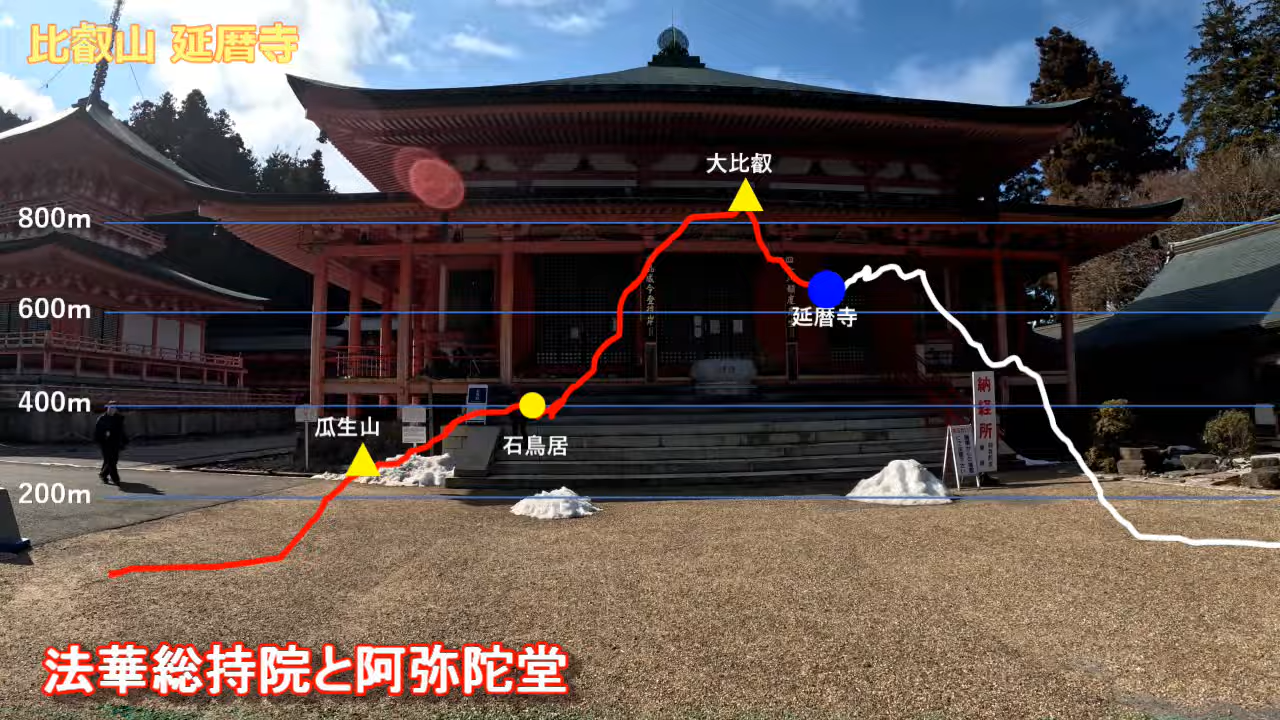 比叡山 延暦寺
大比叡
800m
600m
延暦寺
400m
瓜生山
石鳥居
納経所
200m
法華総持院と阿弥陀堂